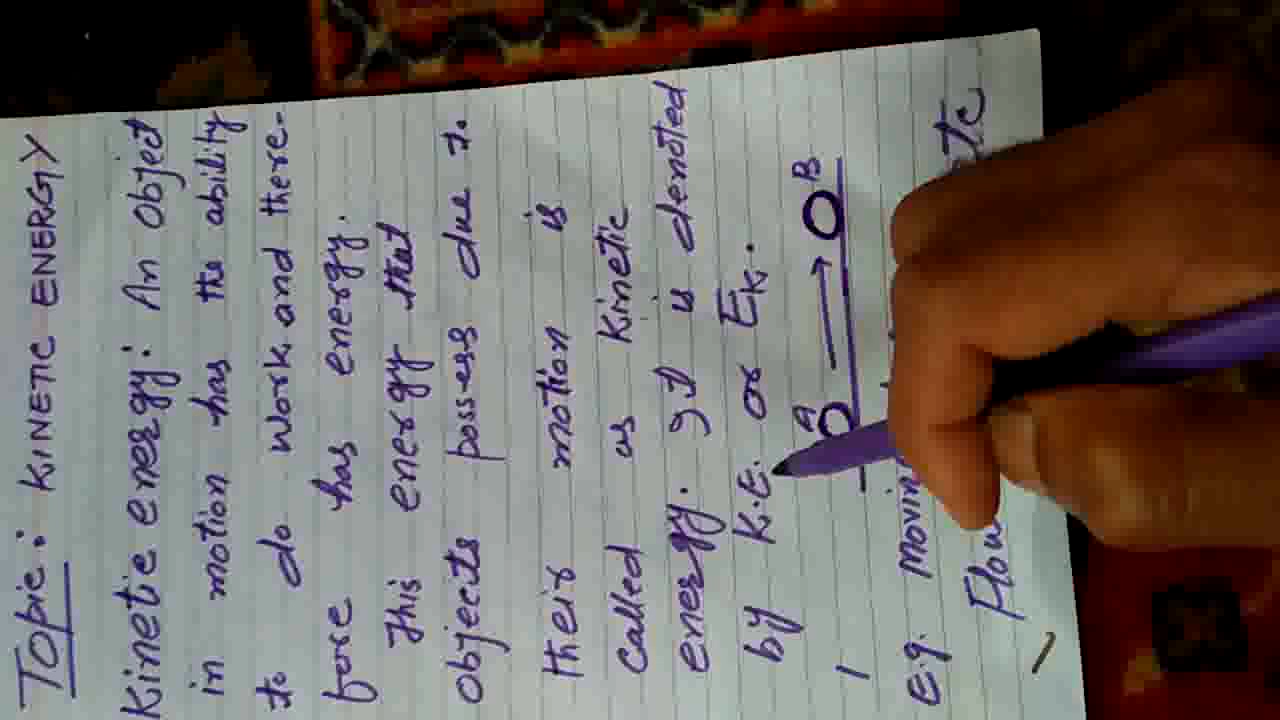 Topic: KINETIC ENERGY
Kinetic energy: An Object
in motion has the ability
to do work, and there-
fore has energy.
This energy that
Objects possess due to
their motion is
Called as Kinetic
energy. It is denoted
by K.E. or Ek.
A B
e.g. Moving
etc